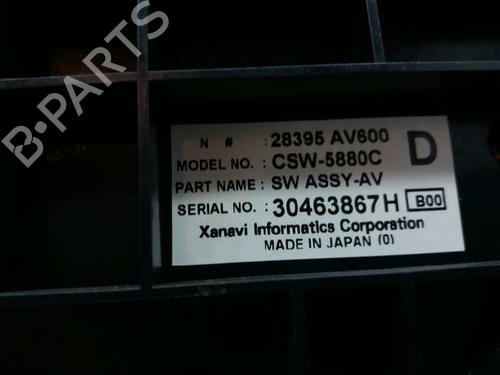 B-PARTS
N #: 28395 AV600
MODEL NO.: CSW-5880C D
PART NAME: SW ASSY-AV
SERIAL NO.: 30463867H B00
Xanavi Informatics Corporation
MADE IN JAPAN (O)